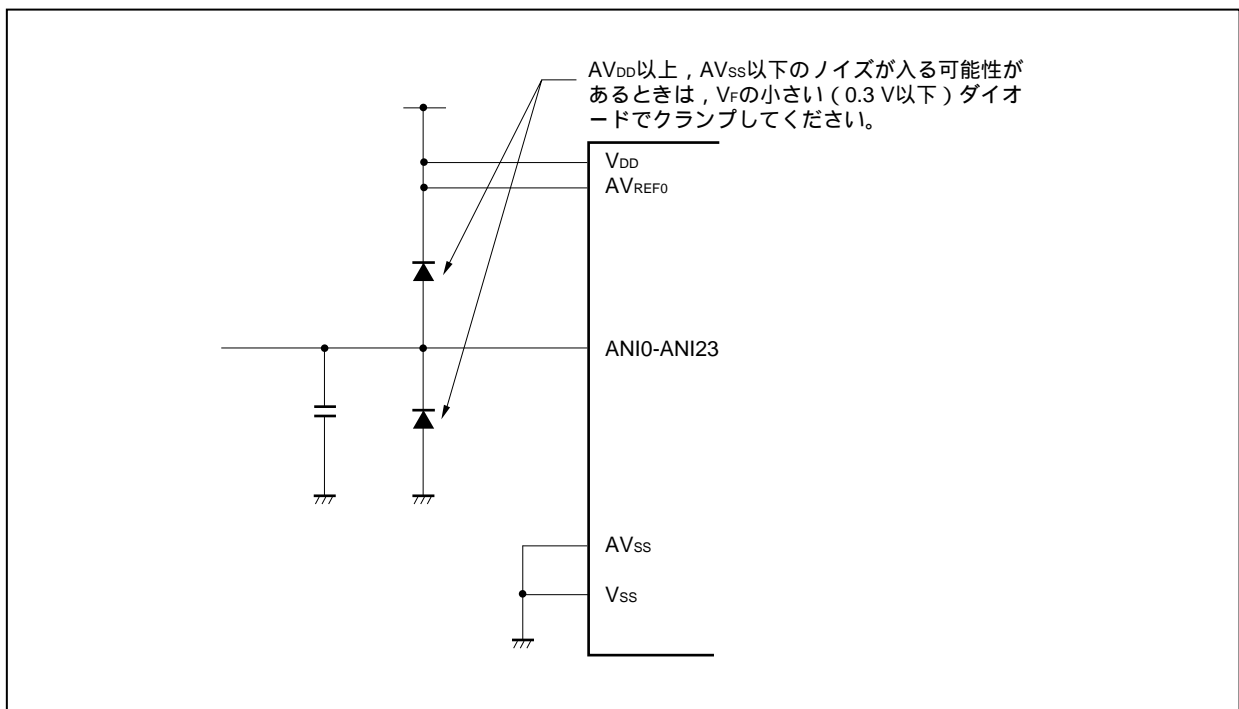 AVDD以上，AVSS以下のノイズが入る可能性が
あるときは，VFの小さい（0.3 V以下）ダイオ
ードでクランプしてください。
VDD
AVREF0
ANI0-ANI23
AVSS
VSS